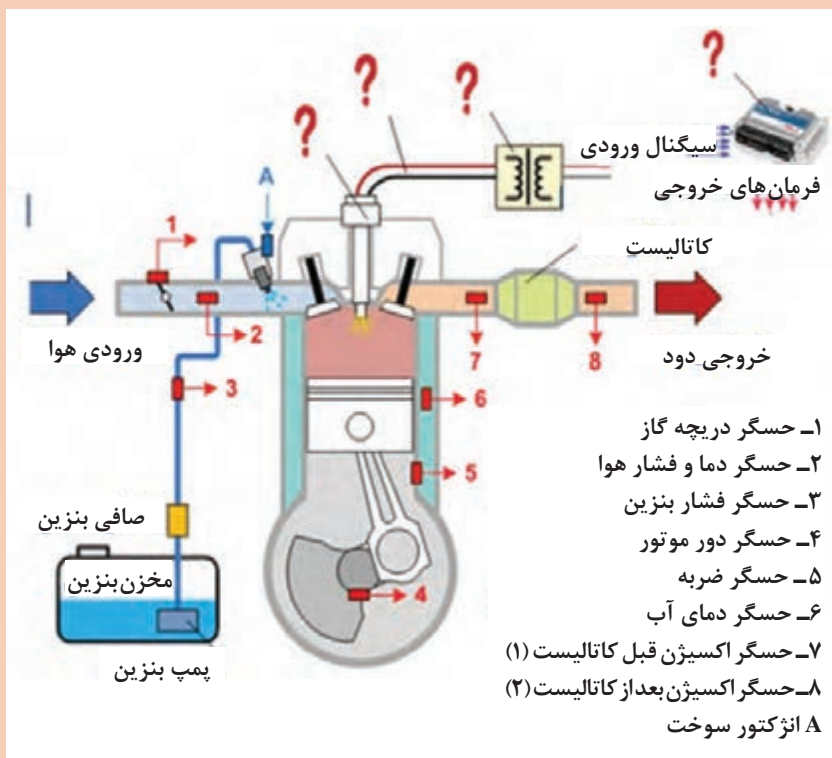 ? ? ? ?
سیگنال ورودی
فرمان‌های خروجی
A
1
کاتالیست
2
7
8
ورودی هوا
خروجی دود
3
6
5
4
صافی بنزین
مخزن بنزین
پمپ بنزین
۱ـ حسگر دریچه گاز
۲ـ حسگر دما و فشار هوا
۳ـ حسگر فشار بنزین
۴ـ حسگر دور موتور
۵ـ حسگر ضربه
۶ـ حسگر دمای آب
۷ـ حسگر اکسیژن قبل کاتالیست (۱)
۸ـ حسگر اکسیژن بعداز کاتالیست (۲)
A انژکتور سوخت